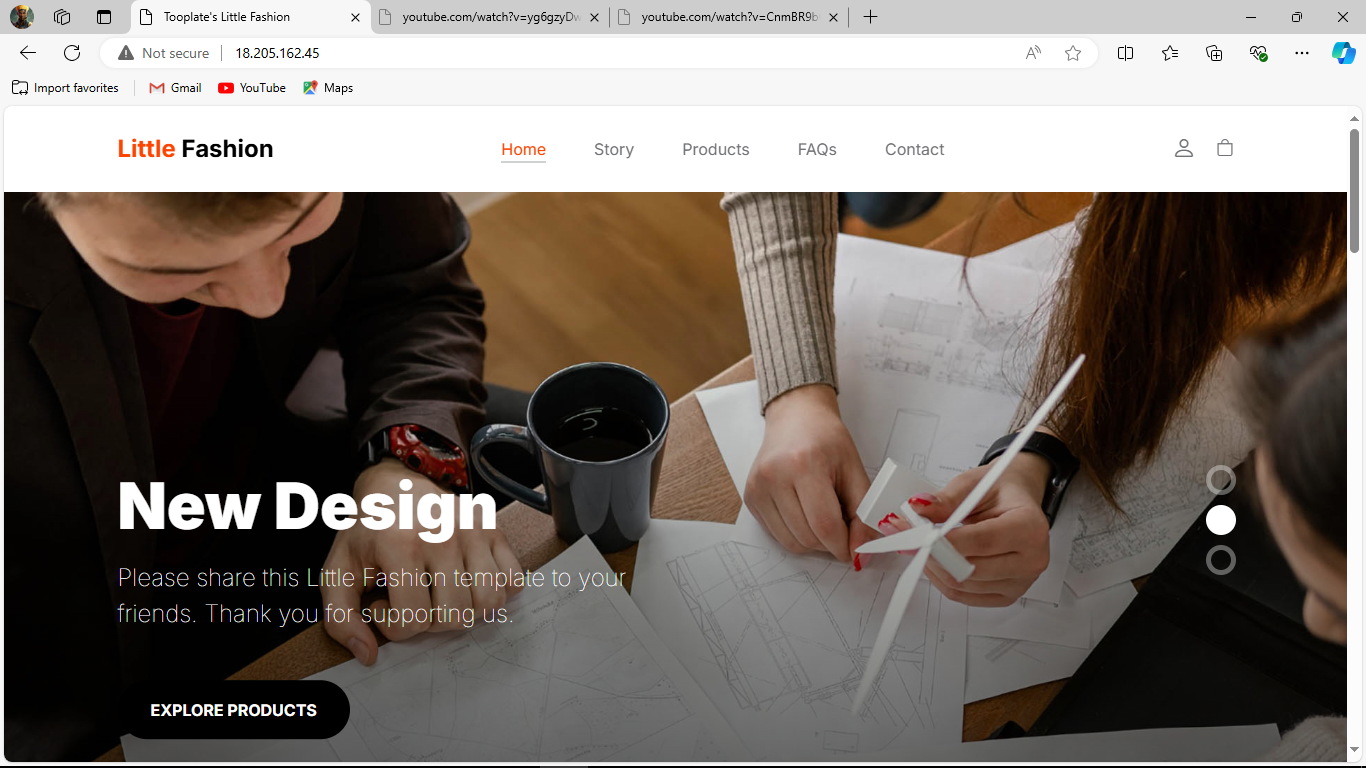 Tooplate's Little Fashion
youtube.com/watch?v=yg6gzyDw
youtube.com/watch?v=CnmBR9b
Not secure
18.205.162.45
Import favorites
Gmail
YouTube
Maps
Little Fashion
Home
Story
Products
FAQs
Contact
New Design
Please share this Little Fashion template to your
friends. Thank you for supporting us.
EXPLORE PRODUCTS